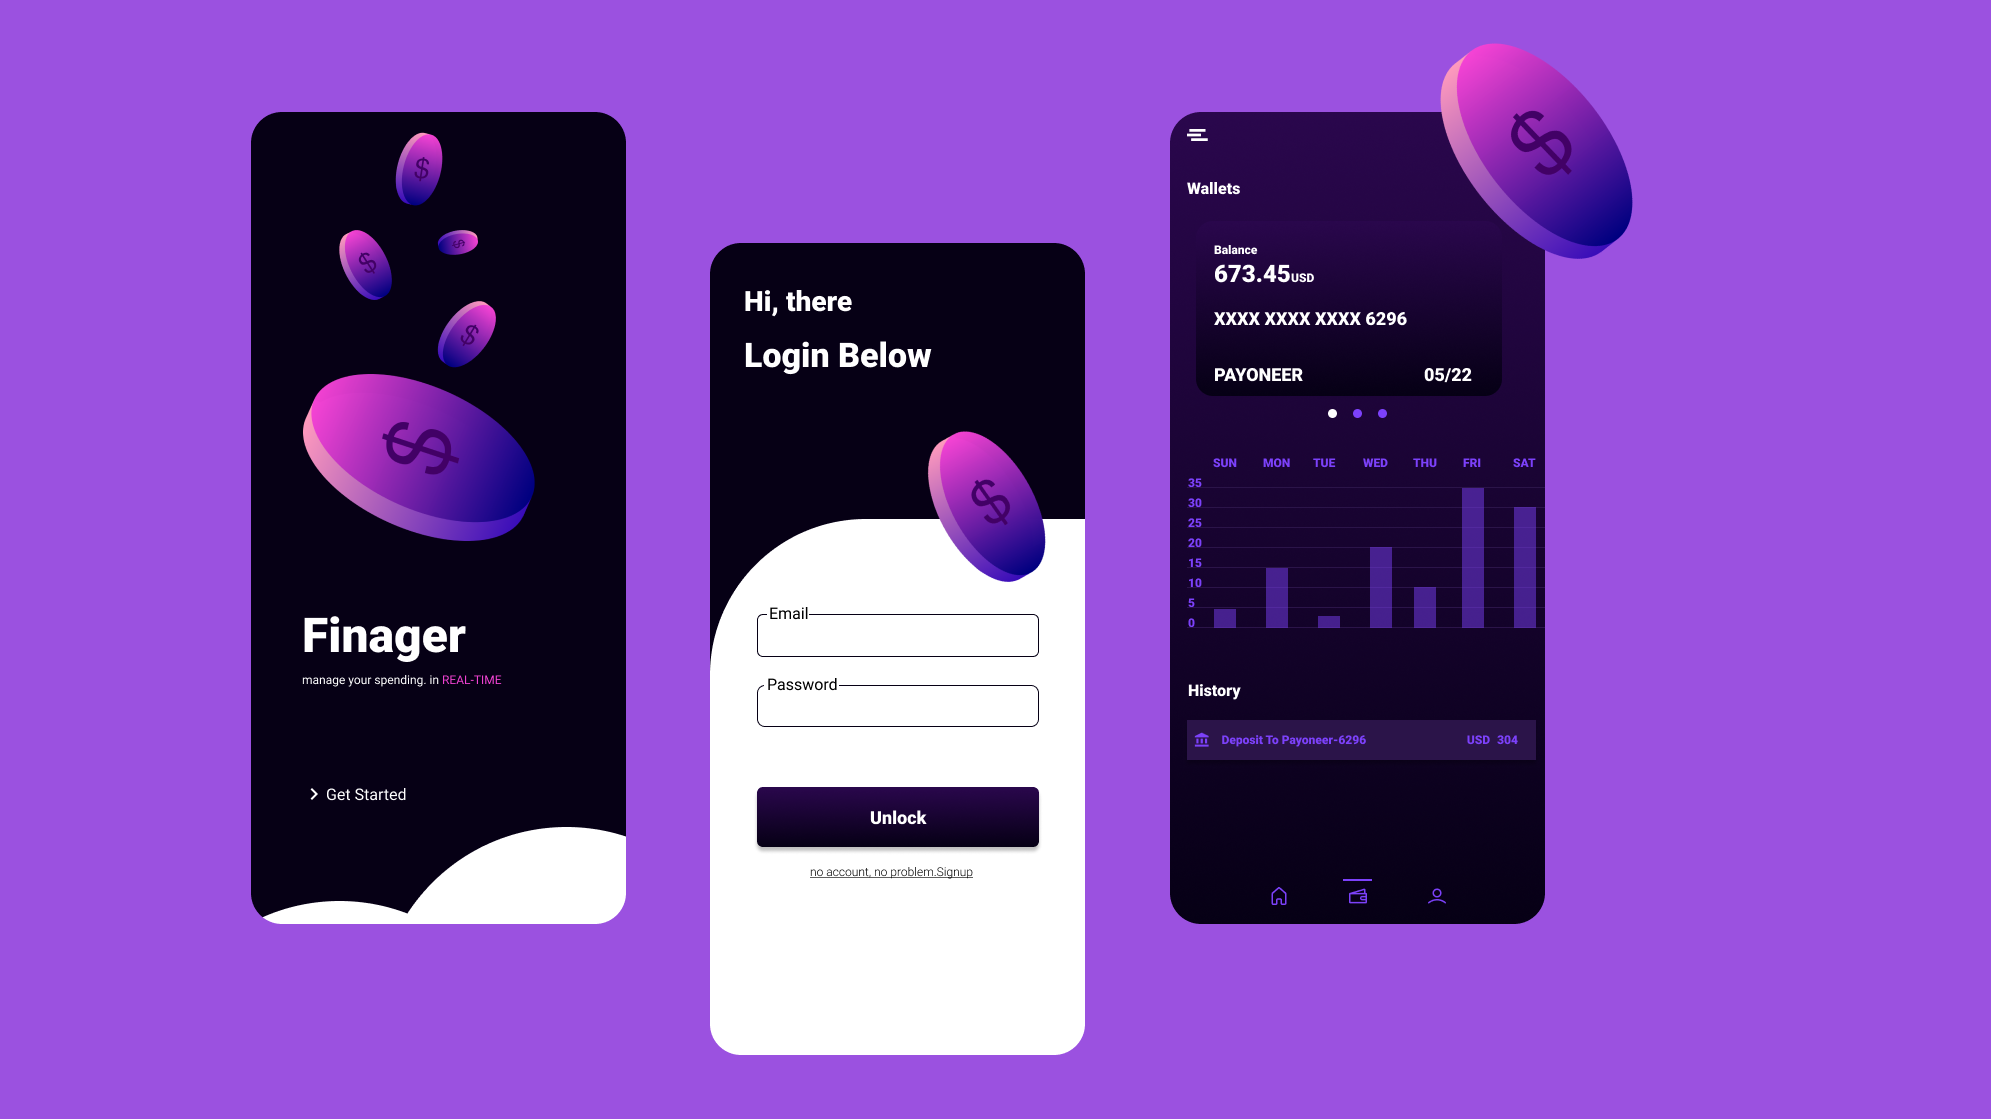 $
$
$
$
$
Finager
manage your spending. in REAL-TIME
Get Started
Hi, there
Login Below
$
Email
Password
Unlock
no account, no problem.Signup
$
Wallets
Balance
673.45USD
XXXX XXXX XXXX 6296
PAYONEER 05/22
SUN MON TUE WED THU FRI SAT
35
30
25
20
15
10
5
0
History
Deposit To Payoneer-6296 USD 304